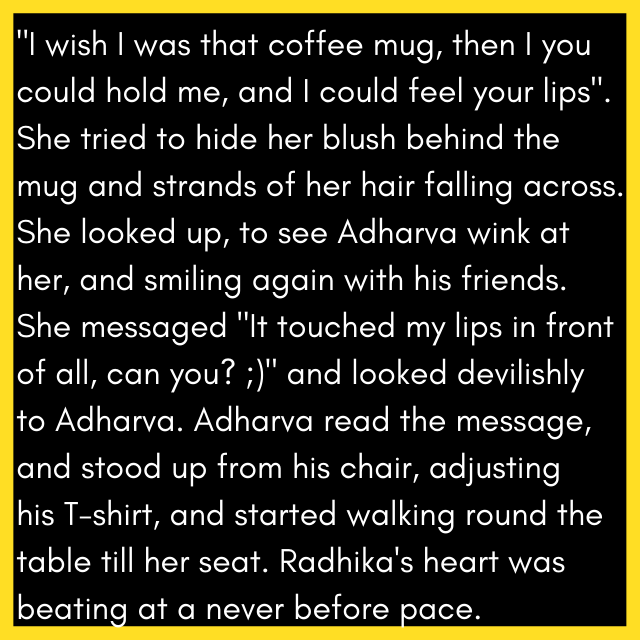 "I wish I was that coffee mug, then I you
could hold me, and I could feel your lips".
She tried to hide her blush behind the
mug and strands of her hair falling across.
She looked up, to see Adharva wink at
her, and smiling again with his friends.
She messaged "It touched my lips in front
of all, can you? ;)" and looked devilishly
to Adharva. Adharva read the message,
and stood up from his chair, adjusting
his T-shirt, and started walking round the
table till her seat. Radhika's heart was
beating at a never before pace.